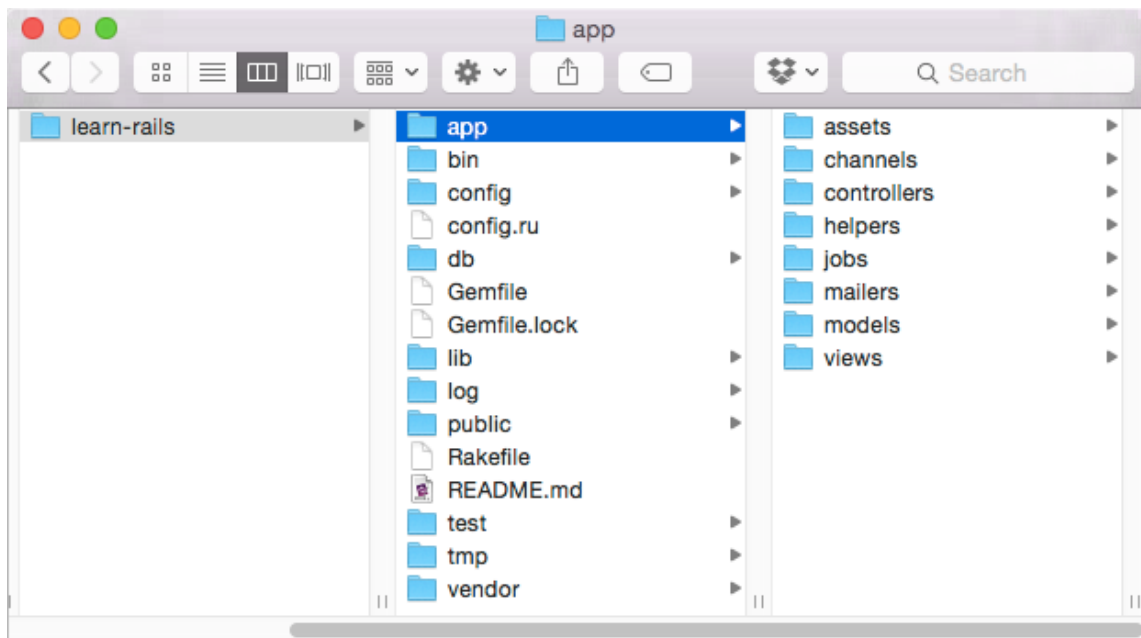 app
Search
learn-rails
app
bin
config
config.ru
db
Gemfile
Gemfile.lock
lib
log
public
Rakefile
README.md
test
tmp
vendor
assets
channels
controllers
helpers
jobs
mailers
models
views